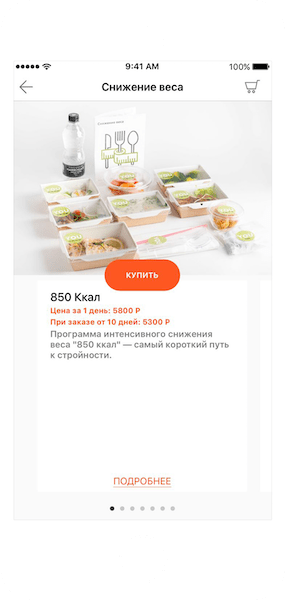 9:41 AM
100%
Снижение веса
КУПИТЬ
850 Ккал
Цена за 1 день: 5800 Р
При заказе от 10 дней: 5300 Р
Программа интенсивного снижения
веса "850 ккал" — самый короткий путь
к стройности.
ПОДРОБНЕЕ